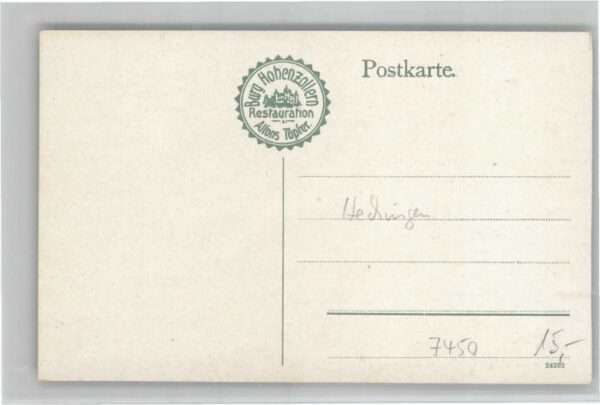 Burg Hohenzollern
Restauration
Alfons Töpfer.
Postkarte.
Hechingen
7450
15,-